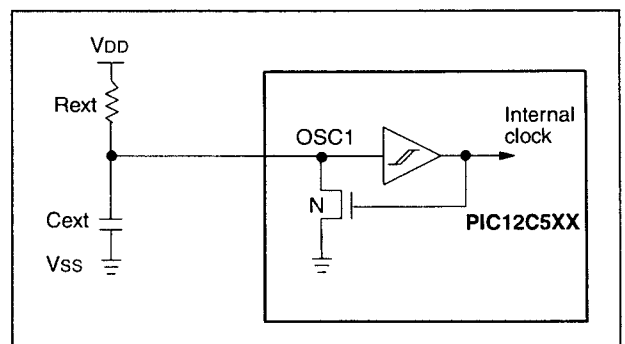 VDD
Rext
Cext
VSS
OSC1
N
Internal
clock
PIC12C5XX